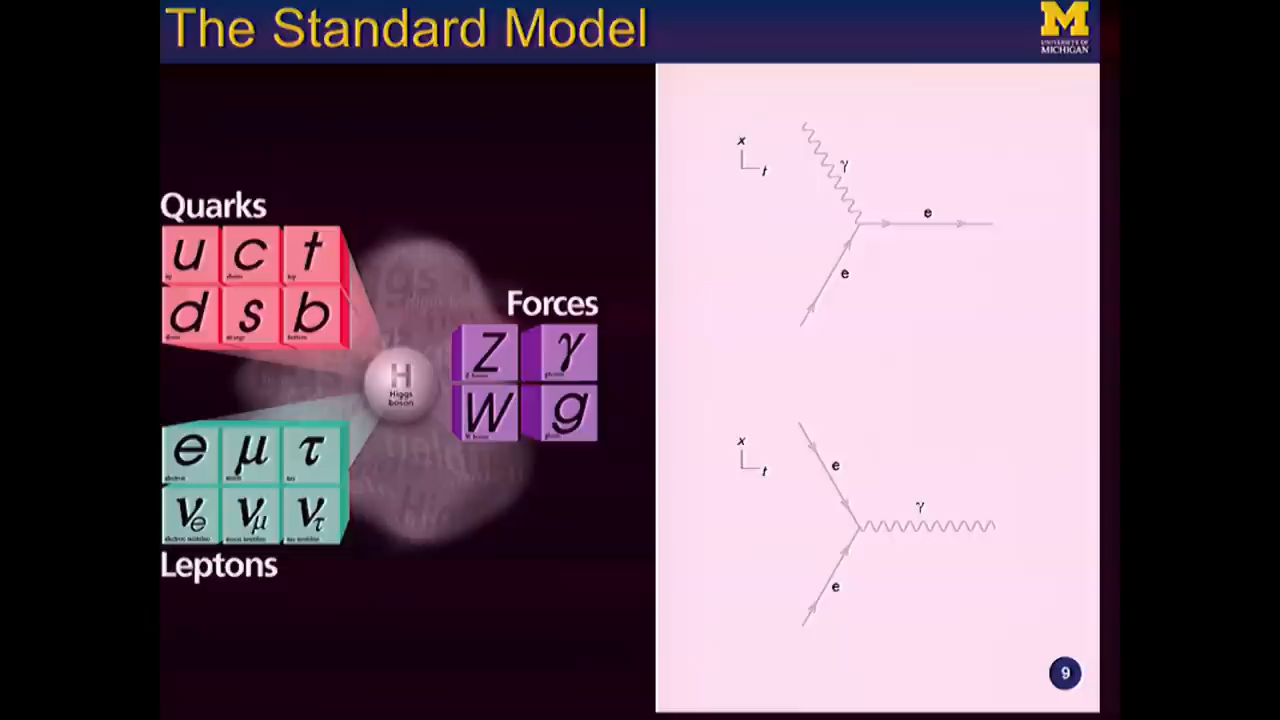 The Standard Model
M
UNIVERSITY OF
MICHIGAN
Quarks
u c t
d s b
Forces
Z γ
W g
H
Higgs
boson
e μ τ
νe νμ ντ
Leptons
x
t
γ
e
e
x
t
e
γ
e
9